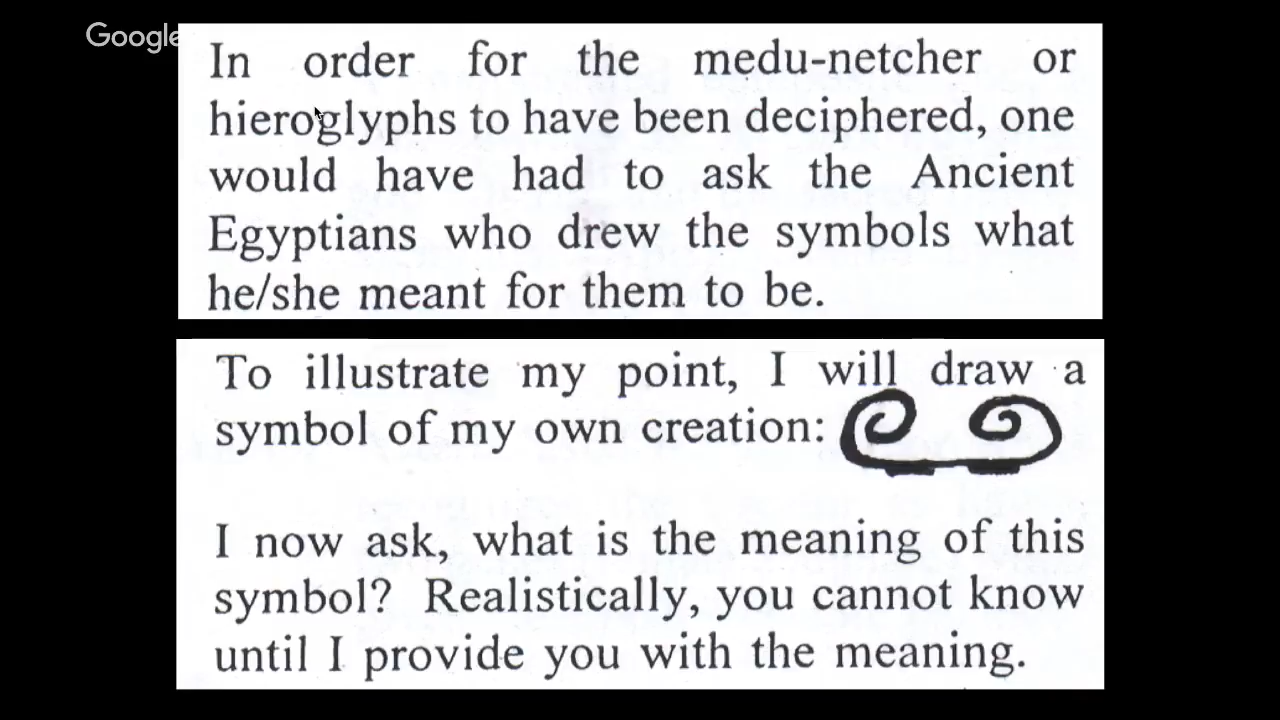 Google
In order for the medu-netcher or
hieroglyphs to have been deciphered, one
would have had to ask the Ancient
Egyptians who drew the symbols what
he/she meant for them to be.
To illustrate my point, I will draw a
symbol of my own creation:
I now ask, what is the meaning of this
symbol? Realistically, you cannot know
until I provide you with the meaning.